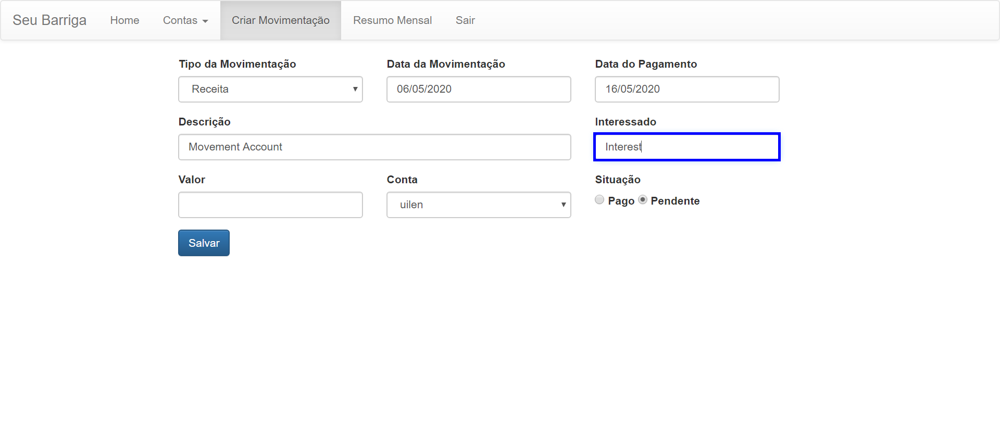 Seu Barriga Home Contas Criar Movimentação Resumo Mensal Sair
Tipo da Movimentação Data da Movimentação Data do Pagamento
Receita 06/05/2020 16/05/2020
Descrição Interessado
Movement Account Interest
Valor Conta Situação
uilen Pago Pendente
Salvar